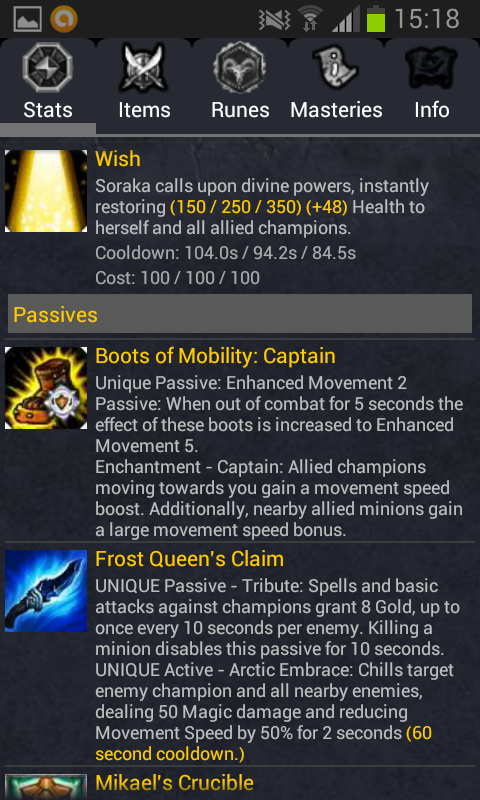 15:18
Stats Items Runes Masteries Info
Wish
Soraka calls upon divine powers, instantly
restoring (150 / 250 / 350) (+48) Health to
herself and all allied champions.
Cooldown: 104.0s / 94.2s / 84.5s
Cost: 100 / 100 / 100
Passives
Boots of Mobility: Captain
Unique Passive: Enhanced Movement 2
Passive: When out of combat for 5 seconds the
effect of these boots is increased to Enhanced
Movement 5.
Enchantment - Captain: Allied champions
moving towards you gain a movement speed
boost. Additionally, nearby allied minions gain
a large movement speed bonus.
Frost Queen's Claim
UNIQUE Passive - Tribute: Spells and basic
attacks against champions grant 8 Gold, up to
once every 10 seconds per enemy. Killing a
minion disables this passive for 10 seconds.
UNIQUE Active - Arctic Embrace: Chills target
enemy champion and all nearby enemies,
dealing 50 Magic damage and reducing
Movement Speed by 50% for 2 seconds (60
second cooldown.)
Mikael's Crucible